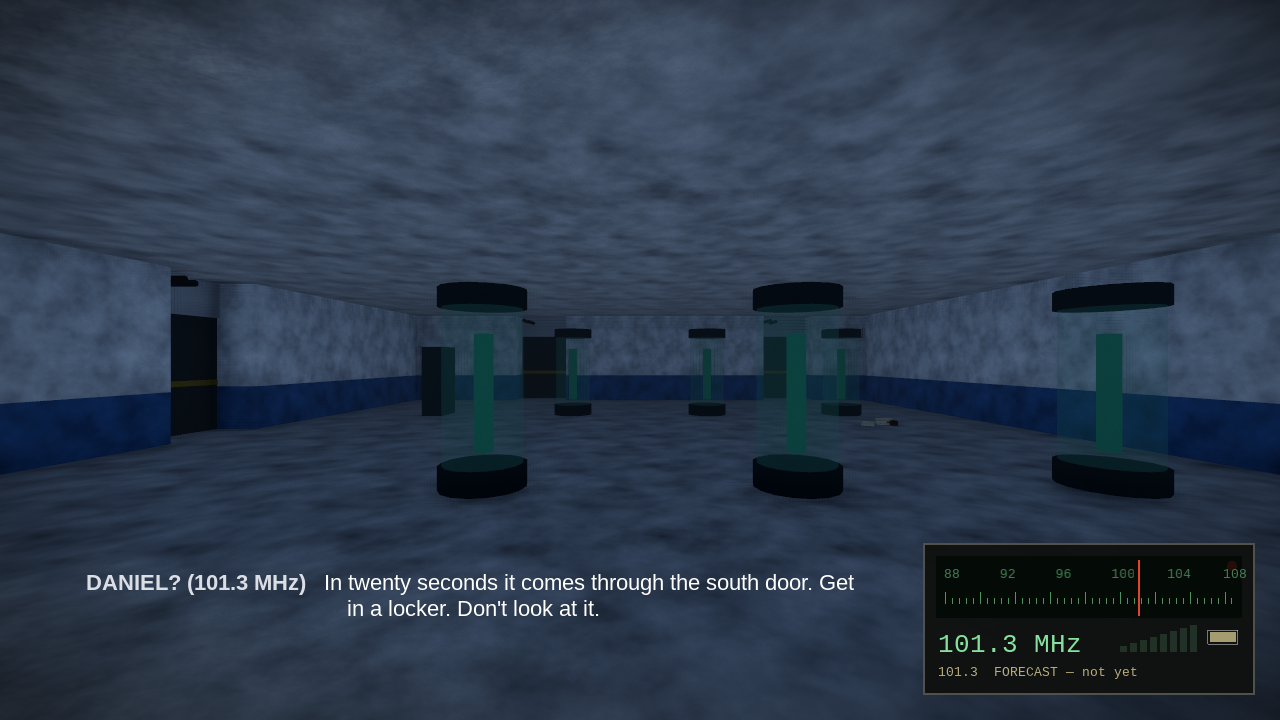 DANIEL? (101.3 MHz) In twenty seconds it comes through the south door. Get
in a locker. Don't look at it.
88 92 96 100 104 108
101.3 MHz
101.3 FORECAST — not yet